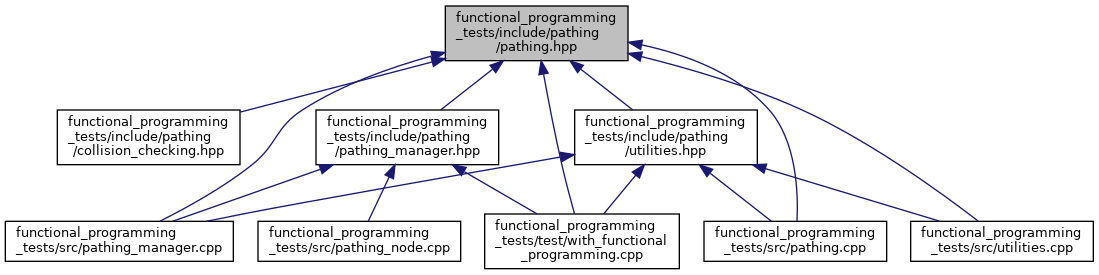 functional_programming
_tests/include/pathing
/pathing.hpp
functional_programming
_tests/include/pathing
/collision_checking.hpp
functional_programming
_tests/include/pathing
/pathing_manager.hpp
functional_programming
_tests/include/pathing
/utilities.hpp
functional_programming
_tests/src/pathing_manager.cpp
functional_programming
_tests/src/pathing_node.cpp
functional_programming
_tests/test/with_functional
_programming.cpp
functional_programming
_tests/src/pathing.cpp
functional_programming
_tests/src/utilities.cpp